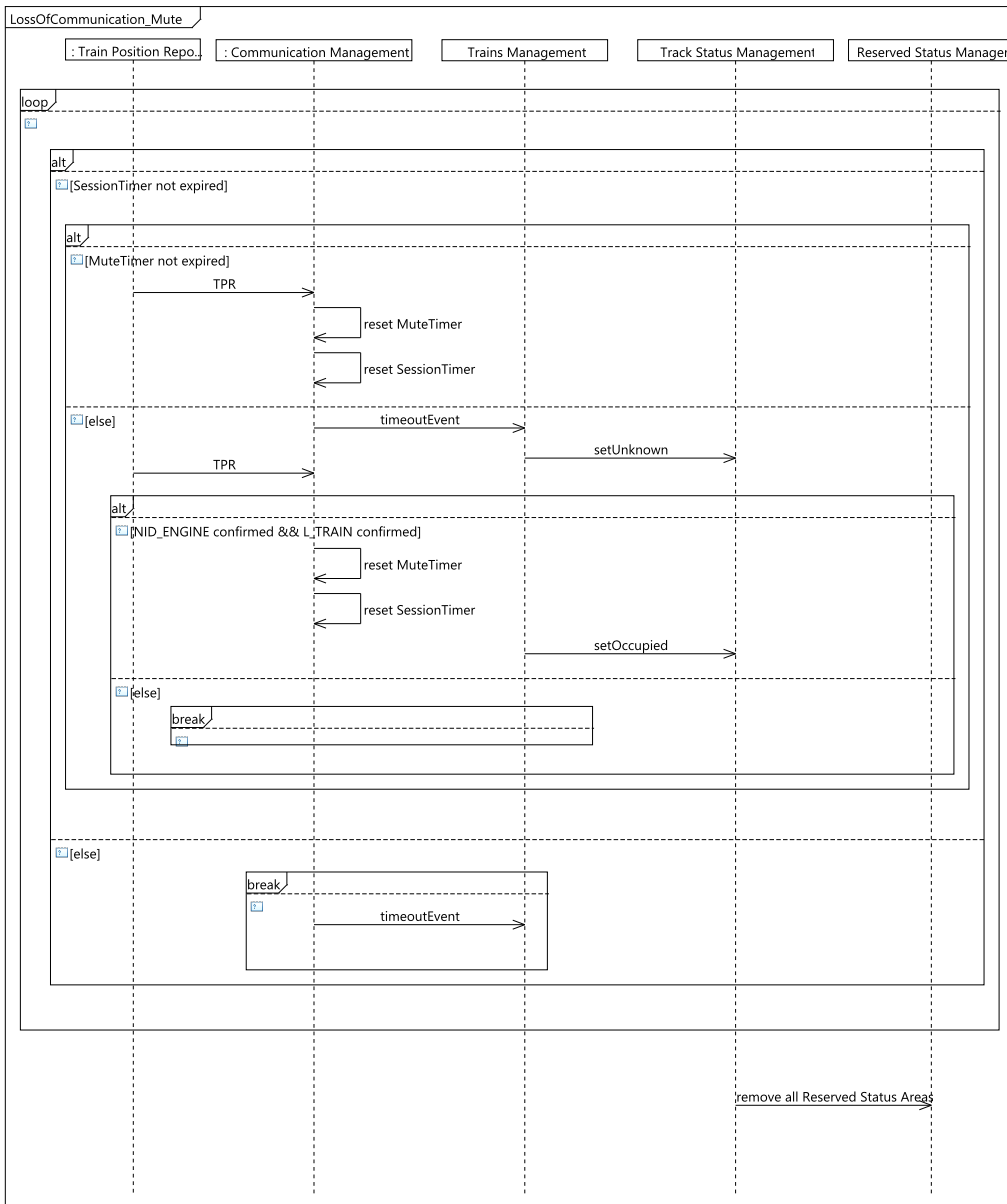 LossOfCommunication_Mute
: Train Position Repo..
: Communication Management
Trains Management
Track Status Management
Reserved Status Manager
loop
alt
[SessionTimer not expired]
alt
[MuteTimer not expired]
TPR
reset MuteTimer
reset SessionTimer
[else]
timeoutEvent
setUnknown
TPR
alt
[NID_ENGINE confirmed && L_TRAIN confirmed]
reset MuteTimer
reset SessionTimer
setOccupied
[else]
break
[else]
break
timeoutEvent
remove all Reserved Status Areas